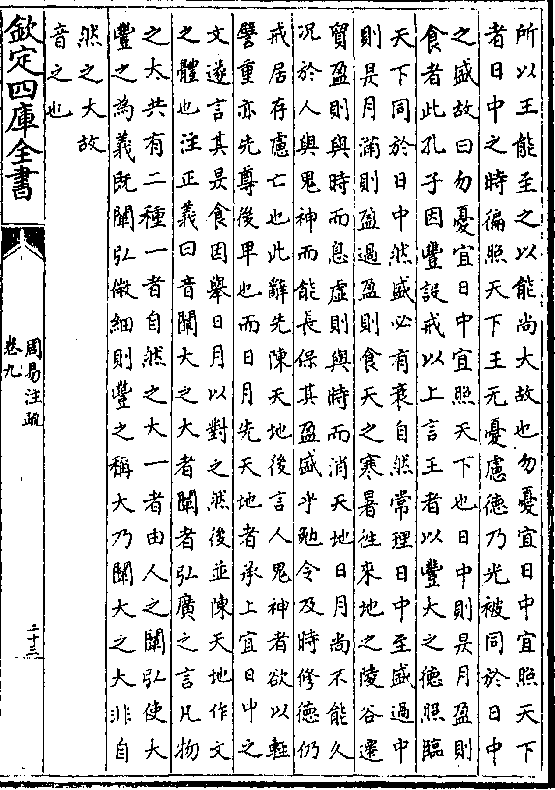 所以王能至之以能尚大故也勿憂宜日中宜照天下
者日中之時徧照天下王无憂慮德乃光被同於日中
之盛故曰勿憂宜日中宜照天下也日中則昃月盈則
食者此孔子因豐設戒以上言王者以豐大之德照臨
天下同於日中然盛必有衰自然常理日中至盛過中
則昃月滿則盈過盈則食天之寒暑往來地之陵谷遷
貿盈則與時而息虛則與時而消天地日月尚不能久
况於人與鬼神而能長保其盈盛乎勉令及時修德仍
戒居存慮亡也此辭先陳天地後言人鬼神者欲以輕
譬重亦先尊後卑也而日月先天地者承上宜日中之
文遂言其昃食因舉日月以對之然後並陳天地作文
之體也注正義曰音闡大之大者闡者弘廣之言凡物
之大共有二種一者自然之大一者由人之闡弘使大
豐之為義既闡弘微細則豐之稱大乃闡大之大非自
然之大故
音之也
欽定四庫全書
周易注疏
卷九
二十三